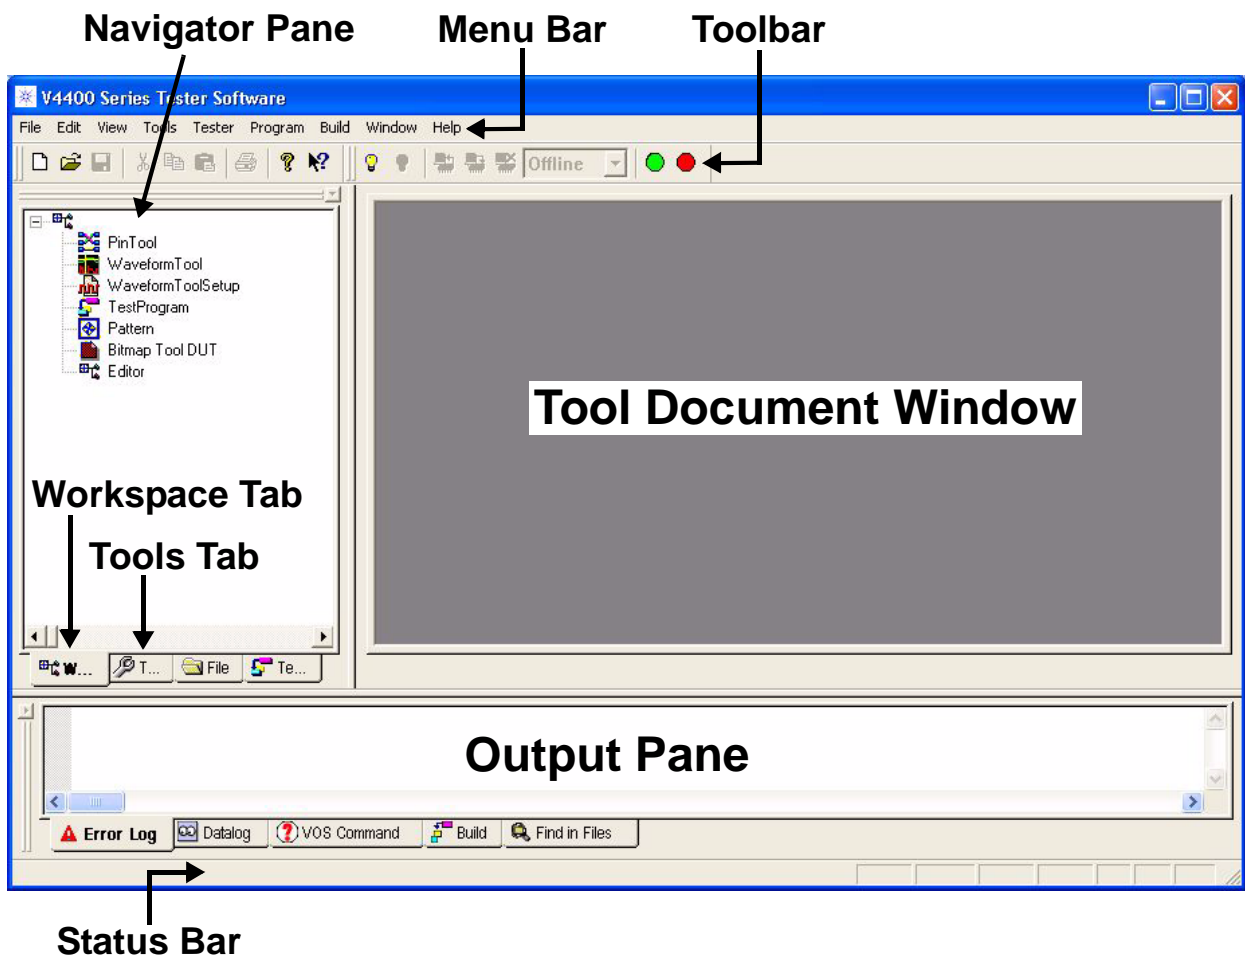 Navigator Pane Menu Bar Toolbar
V4400 Series Tester Software
File Edit View Tools Tester Program Build Window Help
Offline
PinTool
WaveformTool
WaveformToolSetup
TestProgram
Pattern
Bitmap Tool DUT
Editor
Tool Document Window
Workspace Tab
Tools Tab
W... T... File Te...
Output Pane
Error Log Datalog VOS Command Build Find in Files
Status Bar